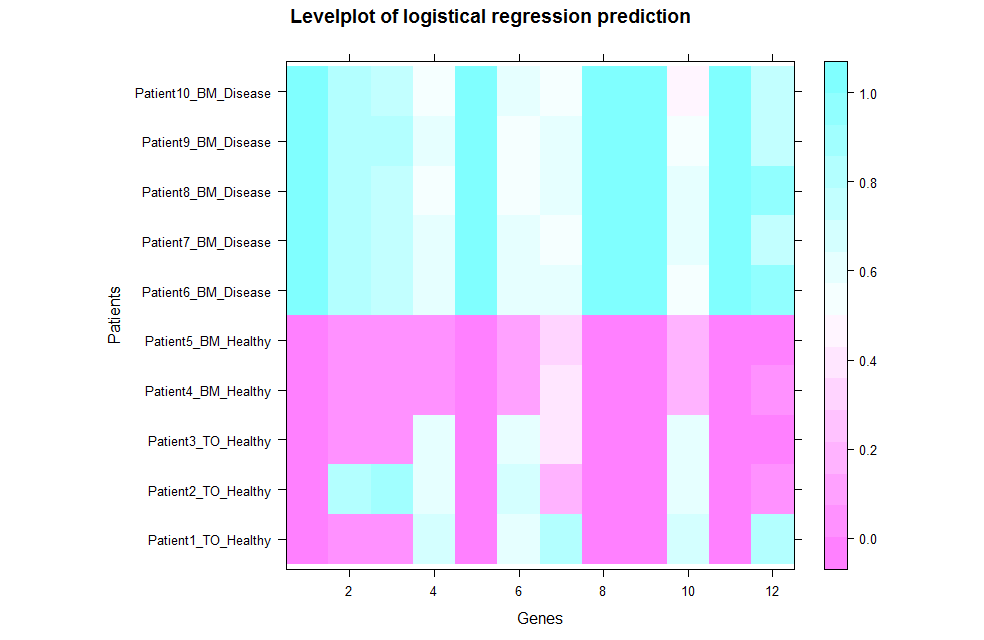 Levelplot of logistical regression prediction
Patients
Patient10_BM_Disease
Patient9_BM_Disease
Patient8_BM_Disease
Patient7_BM_Disease
Patient6_BM_Disease
Patient5_BM_Healthy
Patient4_BM_Healthy
Patient3_TO_Healthy
Patient2_TO_Healthy
Patient1_TO_Healthy
2 4 6 8 10 12
Genes
1.0
0.8
0.6
0.4
0.2
0.0